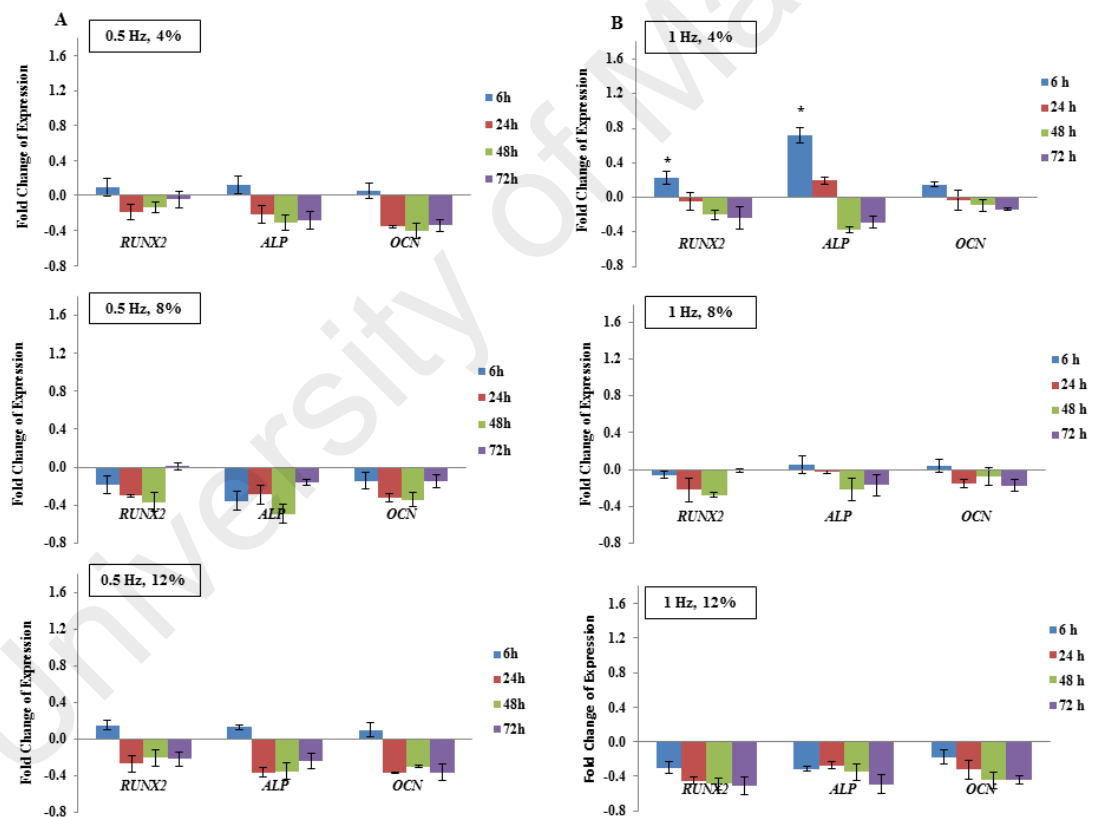 A
0.5 Hz, 4%
Fold Change of Expression
1.6
1.2
0.8
0.4
0.0
-0.4
-0.8
RUNX2
ALP
OCN
6h
24h
48h
72h
0.5 Hz, 8%
Fold Change of Expression
1.6
1.2
0.8
0.4
0.0
-0.4
-0.8
RUNX2
ALP
OCN
6h
24h
48h
72h
0.5 Hz, 12%
Fold Change of Expression
1.6
1.2
0.8
0.4
0.0
-0.4
-0.8
RUNX2
ALP
OCN
6h
24h
48h
72h
B
1 Hz, 4%
Fold Change of Expression
1.6
1.2
0.8
0.4
0.0
-0.4
-0.8
*
*
RUNX2
ALP
OCN
6 h
24 h
48 h
72 h
1 Hz, 8%
Fold Change of Expression
1.6
1.2
0.8
0.4
0.0
-0.4
-0.8
RUNX2
ALP
OCN
6 h
24 h
48 h
72 h
1 Hz, 12%
Fold Change of Expression
1.6
1.2
0.8
0.4
0.0
-0.4
-0.8
RUNX2
ALP
OCN
6 h
24 h
48 h
72 h
University of Ma